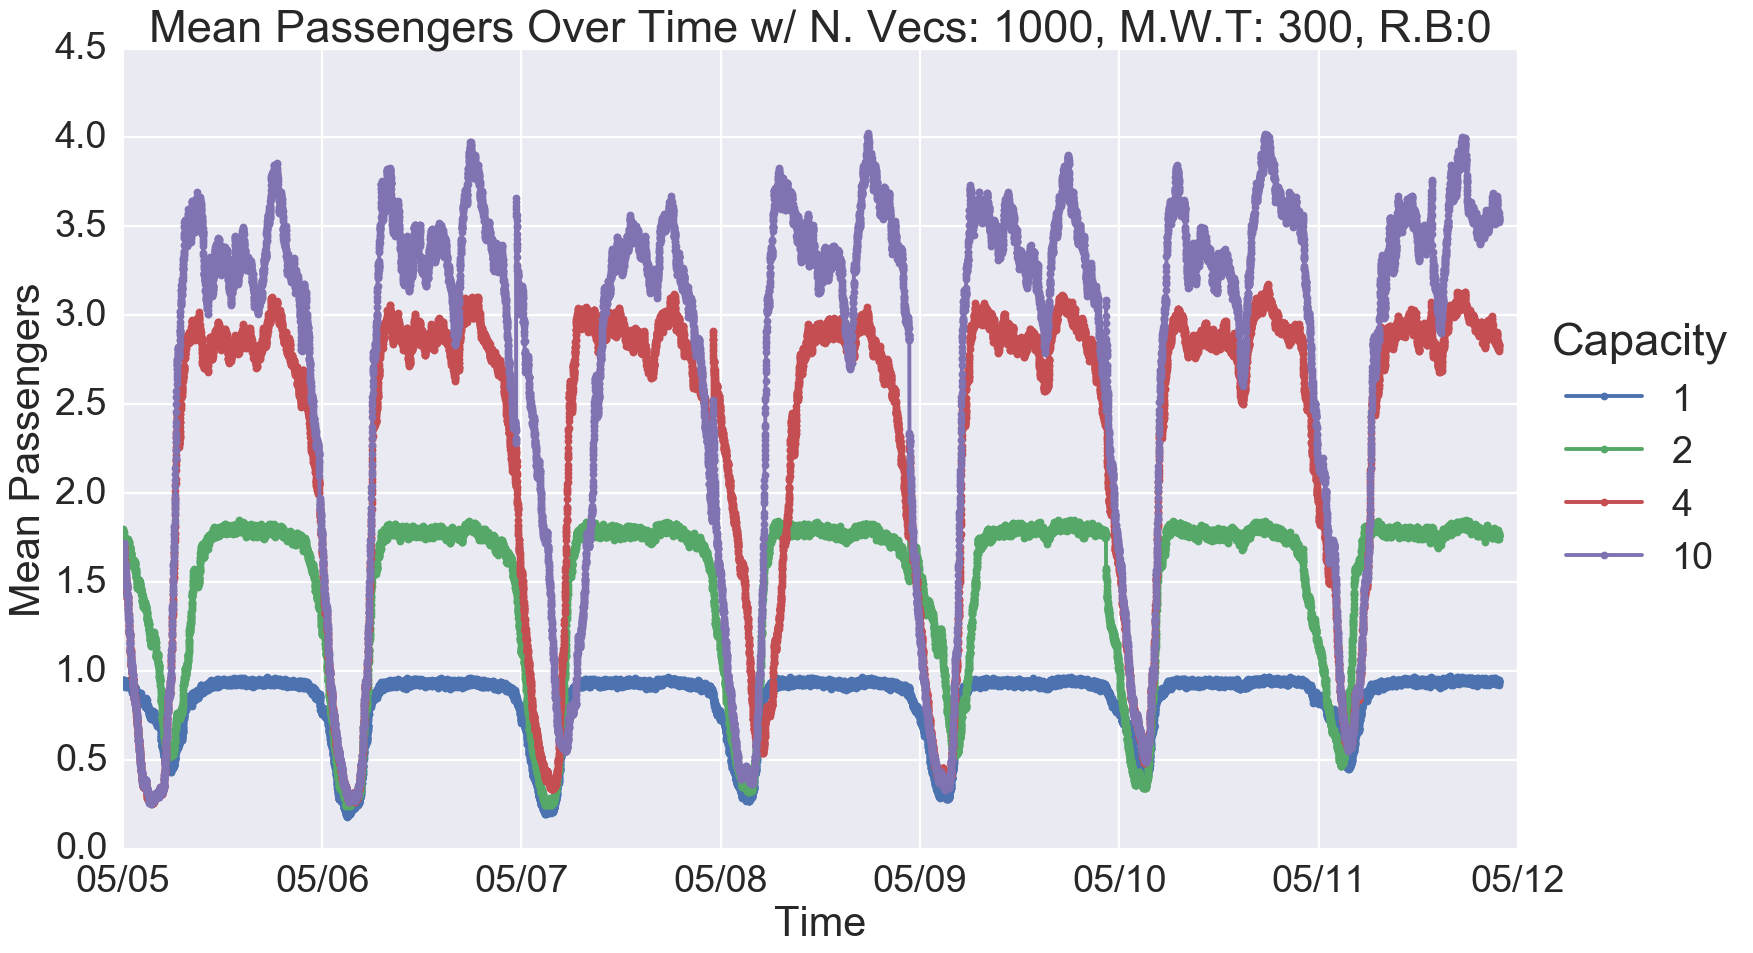 Mean Passengers Over Time w/ N. Vecs: 1000, M.W.T: 300, R.B:0
Mean Passengers
4.5
4.0
3.5
3.0
2.5
2.0
1.5
1.0
0.5
0.0
05/05 05/06 05/07 05/08 05/09 05/10 05/11 05/12
Time
Capacity
1
2
4
10